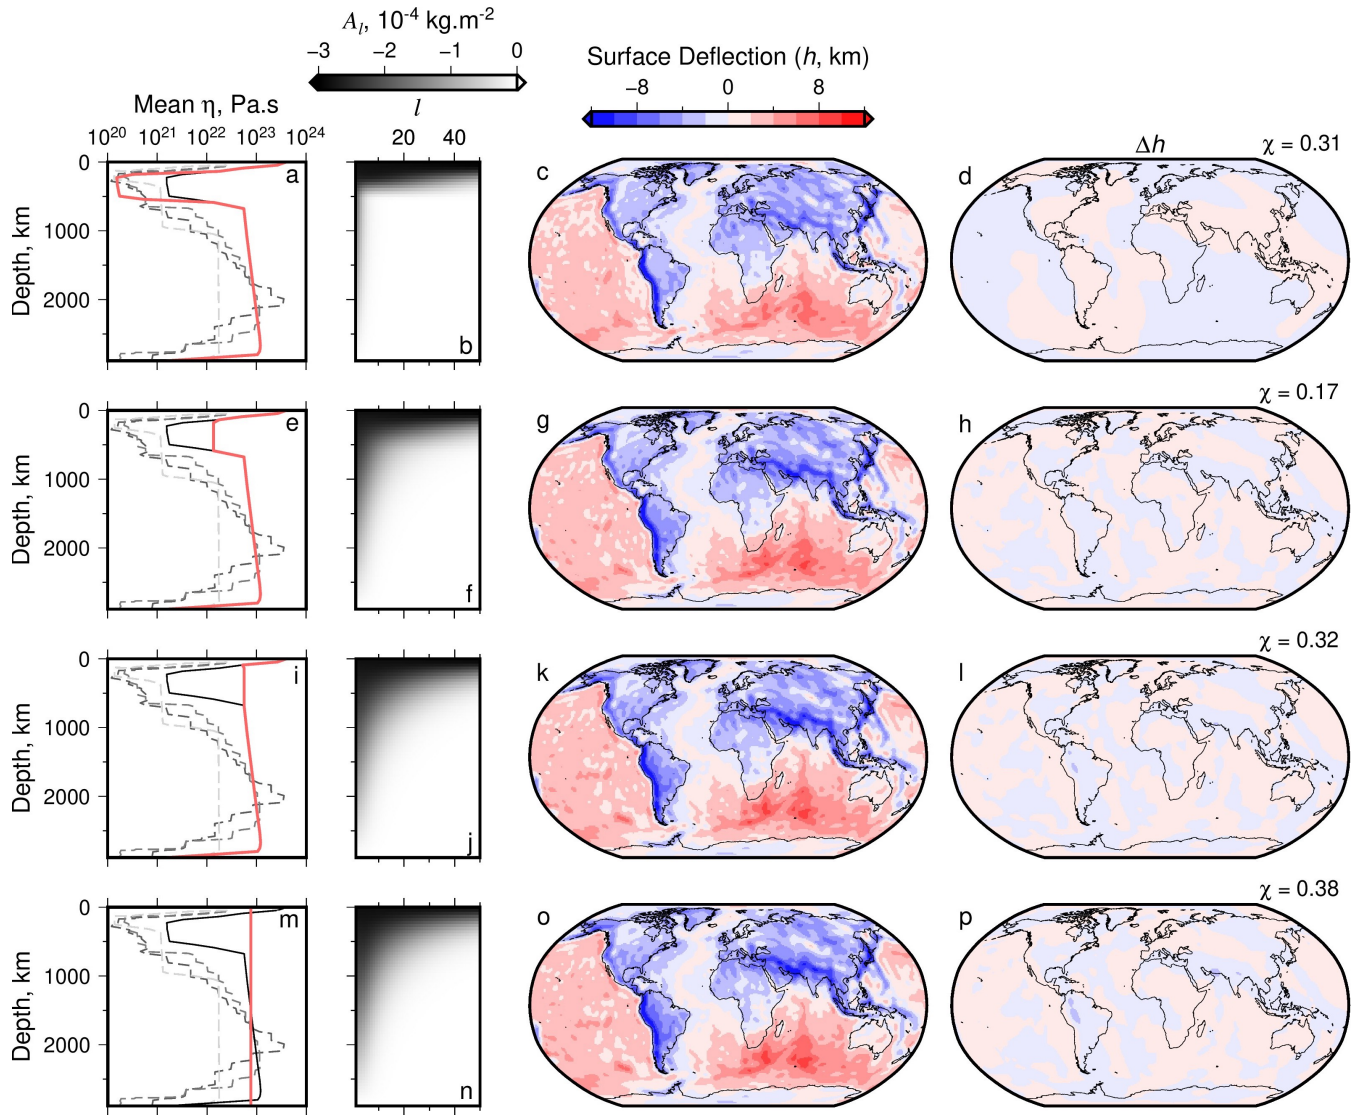 A_l, 10^-4 kg.m^-2
−3 −2 −1 0
Surface Deflection (h, km)
−8 0 8
Mean η, Pa.s
10^20 10^21 10^22 10^23 10^24
l
20 40
Δh
χ = 0.31
0
1000
2000
Depth, km
a
b
c
d
χ = 0.17
0
1000
2000
Depth, km
e
f
g
h
χ = 0.32
0
1000
2000
Depth, km
i
j
k
l
χ = 0.38
0
1000
2000
Depth, km
m
n
o
p